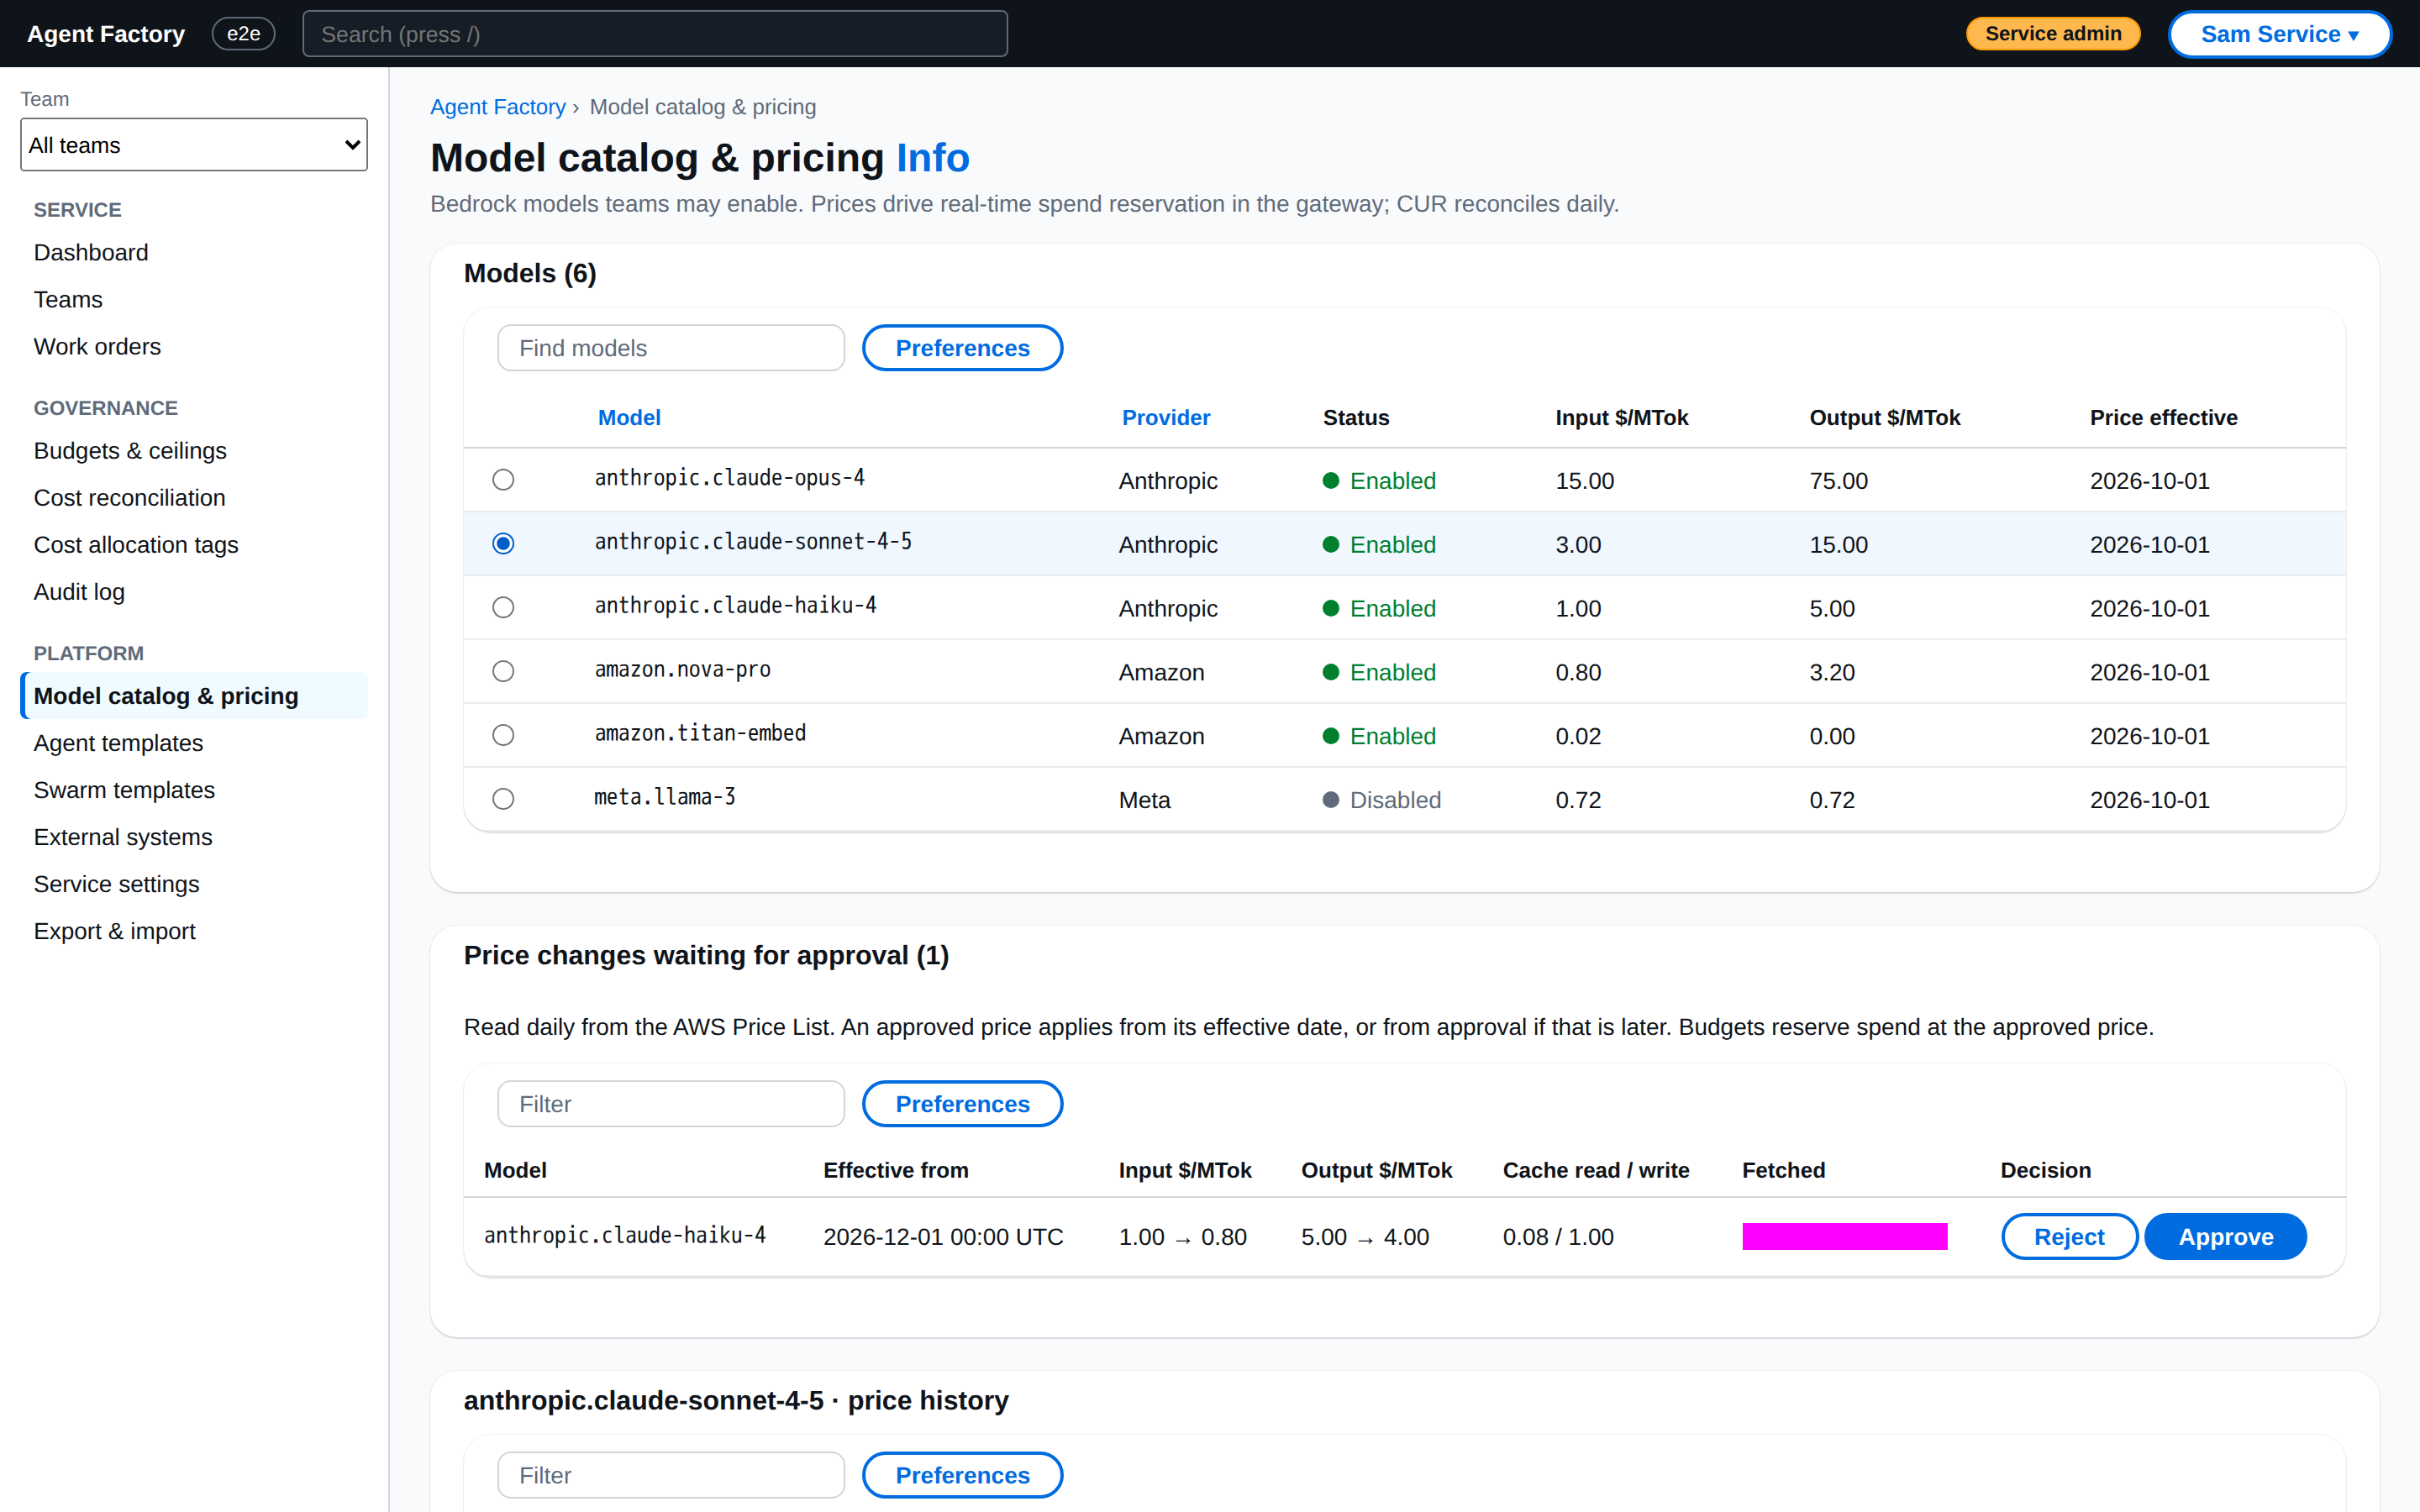 Agent Factory e2e Search (press /) Service admin Sam Service ▾
Team
All teams
SERVICE
Dashboard
Teams
Work orders
GOVERNANCE
Budgets & ceilings
Cost reconciliation
Cost allocation tags
Audit log
PLATFORM
Model catalog & pricing
Agent templates
Swarm templates
External systems
Service settings
Export & import
Agent Factory › Model catalog & pricing
Model catalog & pricing Info
Bedrock models teams may enable. Prices drive real-time spend reservation in the gateway; CUR reconciles daily.
Models (6)
Find models Preferences
Model Provider Status Input $/MTok Output $/MTok Price effective
anthropic.claude-opus-4 Anthropic Enabled 15.00 75.00 2026-10-01
anthropic.claude-sonnet-4-5 Anthropic Enabled 3.00 15.00 2026-10-01
anthropic.claude-haiku-4 Anthropic Enabled 1.00 5.00 2026-10-01
amazon.nova-pro Amazon Enabled 0.80 3.20 2026-10-01
amazon.titan-embed Amazon Enabled 0.02 0.00 2026-10-01
meta.llama-3 Meta Disabled 0.72 0.72 2026-10-01
Price changes waiting for approval (1)
Read daily from the AWS Price List. An approved price applies from its effective date, or from approval if that is later. Budgets reserve spend at the approved price.
Filter Preferences
Model Effective from Input $/MTok Output $/MTok Cache read / write Fetched Decision
anthropic.claude-haiku-4 2026-12-01 00:00 UTC 1.00 → 0.80 5.00 → 4.00 0.08 / 1.00 Reject Approve
anthropic.claude-sonnet-4-5 · price history
Filter Preferences